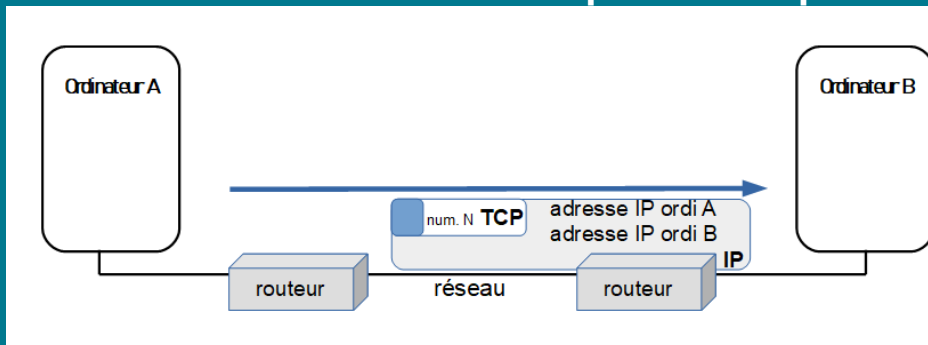 Ordinateur A
Ordinateur B
num. N TCP
adresse IP ordi A
adresse IP ordi B
IP
routeur
réseau
routeur